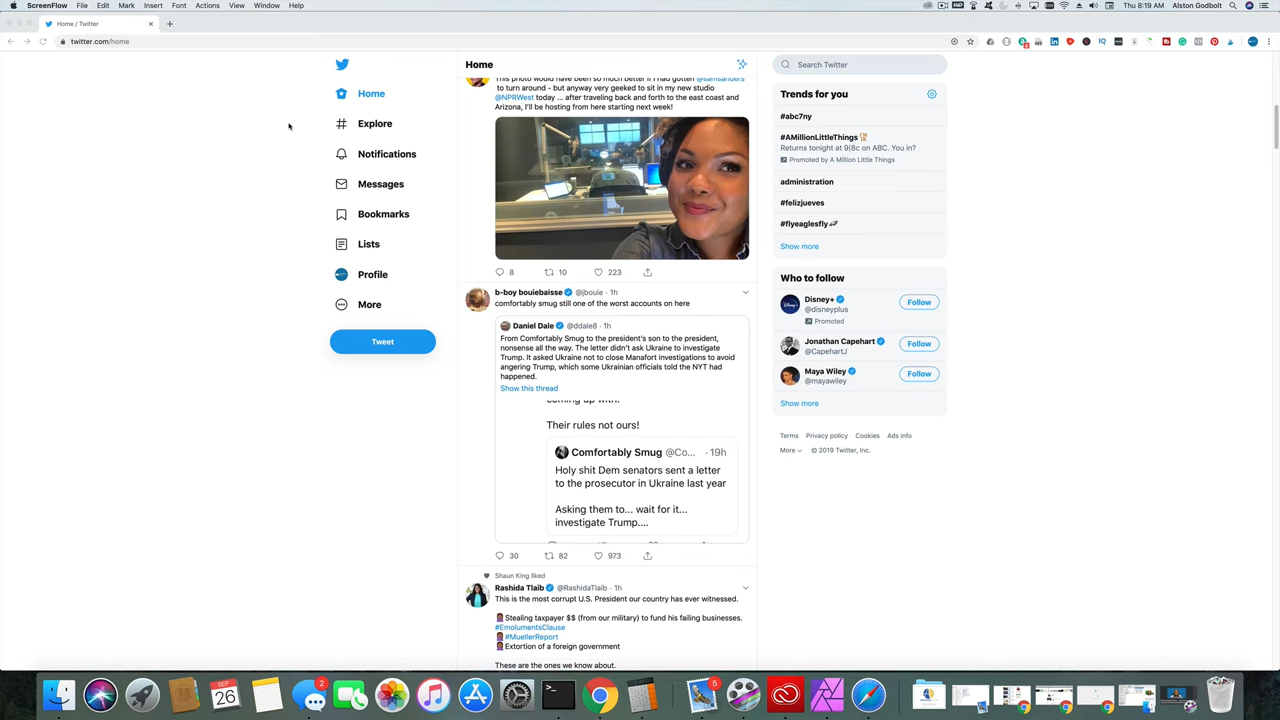 ScreenFlow File Edit Mark Insert Font Actions View Window Help
Thu 8:19 AM Alston Godbolt
Home / Twitter
twitter.com/home
Home
Explore
Notifications
Messages
Bookmarks
Lists
Profile
More
Tweet
Home
This photo would have been so much better if I had gotten @samsanders
to turn around - but anyway very geeked to sit in my new studio
@NPRWest today ... after traveling back and forth to the east coast and
Arizona, I'll be hosting from here starting next week!
8 10 223
b-boy bouiebaisse @jbouie · 1h
comfortably smug still one of the worst accounts on here
Daniel Dale @ddale8 · 1h
From Comfortably Smug to the president's son to the president,
nonsense all the way. The letter didn't ask Ukraine to investigate
Trump. It asked Ukraine not to close Manafort investigations to avoid
angering Trump, which some Ukrainian officials told the NYT had
happened.
Show this thread
coming up with!
Their rules not ours!
Comfortably Smug @Co... · 19h
Holy shit Dem senators sent a letter
to the prosecutor in Ukraine last year
Asking them to... wait for it...
investigate Trump....
30 82 973
Shaun King liked
Rashida Tlaib @RashidaTlaib · 1h
This is the most corrupt U.S. President our country has ever witnessed.
Stealing taxpayer $$ (from our military) to fund his failing businesses.
#EmolumentsClause
#MuellerReport
Extortion of a foreign government
These are the ones we know about.
Search Twitter
Trends for you
#abc7ny
#AMillionLittleThings
Returns tonight at 9|8c on ABC. You in?
Promoted by A Million Little Things
administration
#felizjueves
#flyeaglesfly
Show more
Who to follow
Disney+
@disneyplus
Promoted
Follow
Jonathan Capehart
@CapehartJ
Follow
Maya Wiley
@mayawiley
Follow
Show more
Terms Privacy policy Cookies Ads info
More © 2019 Twitter, Inc.
SEP
26
2
5